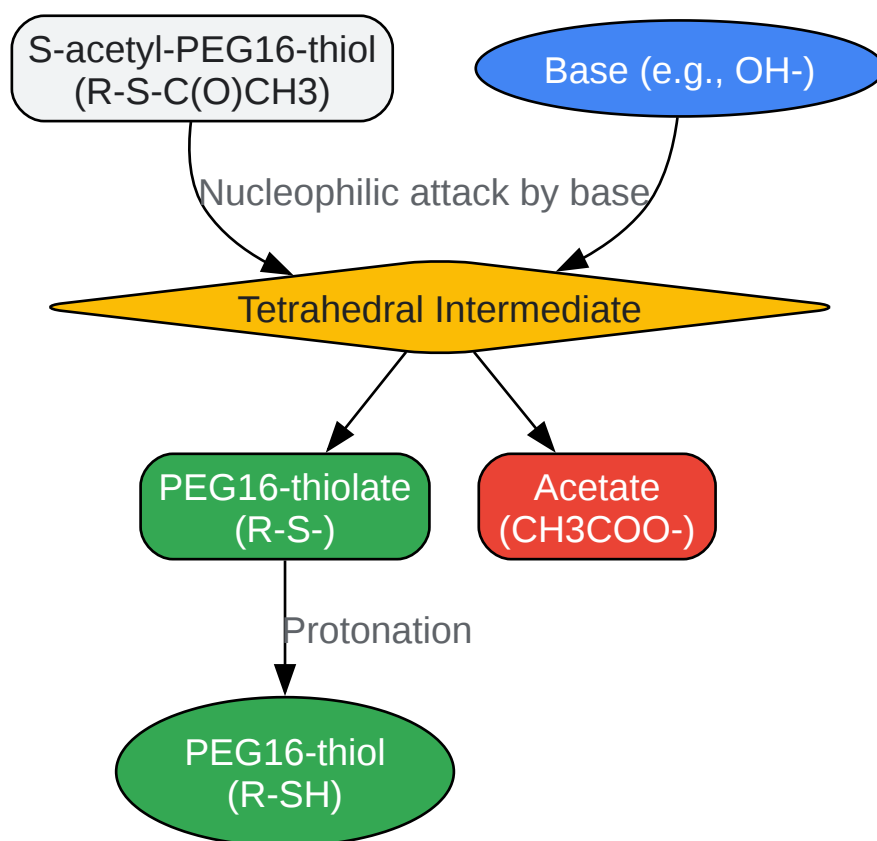 S-acetyl-PEG16-thiol
(R-S-C(O)CH3)
Base (e.g., OH-)
Nucleophilic attack by base
Tetrahedral Intermediate
PEG16-thiolate
(R-S-)
Acetate
(CH3COO-)
Protonation
PEG16-thiol
(R-SH)